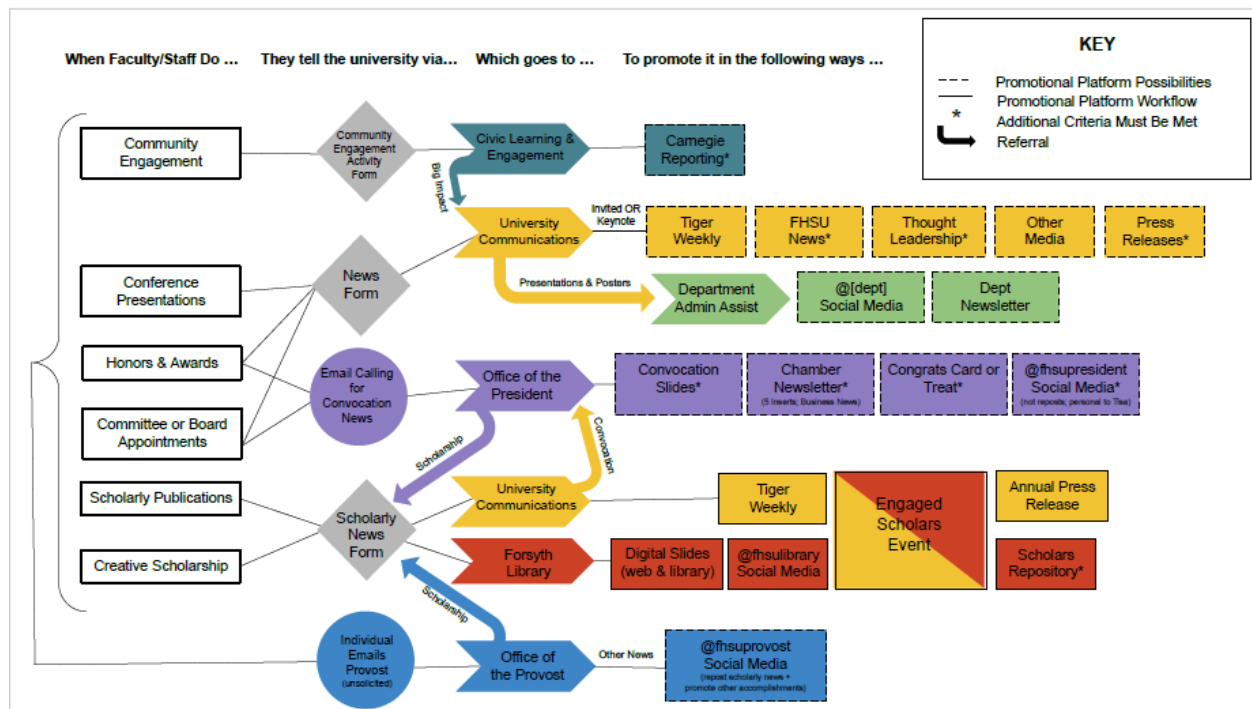 When Faculty/Staff Do ...
They tell the university via...
Which goes to ...
To promote it in the following ways ...
KEY
Promotional Platform Possibilities
Promotional Platform Workflow
* Additional Criteria Must Be Met
Referral
Community
Engagement
Community
Engagement
Activity
Form
Civic Learning &
Engagement
Carnegie
Reporting*
Big Impact
University
Communications
Invited OR
Keynote
Tiger
Weekly
FHSU
News*
Thought
Leadership*
Other
Media
Press
Releases*
Conference
Presentations
News
Form
Presentations & Posters
Department
Admin Assist
@[dept]
Social Media
Dept
Newsletter
Honors & Awards
Email Calling
for
Convocation
News
Office of the
President
Convocation
Slides*
Chamber
Newsletter*
(5 Inserts; Business News)
Congrats Card or
Treat*
@fhsupresident
Social Media*
(not reposts; personal to Tisa)
Committee or Board
Appointments
Scholarship
Convocation
Scholarly Publications
Scholarly
News
Form
University
Communications
Tiger
Weekly
Engaged
Scholars
Event
Annual Press
Release
Creative Scholarship
Forsyth
Library
Digital Slides
(web & library)
@fhsulibrary
Social Media
Scholars
Repository*
Scholarship
Individual
Emails
Provost
(unsolicited)
Office of
the Provost
Other News
@fhsuprovost
Social Media
(repost scholarly news +
promote other accomplishments)